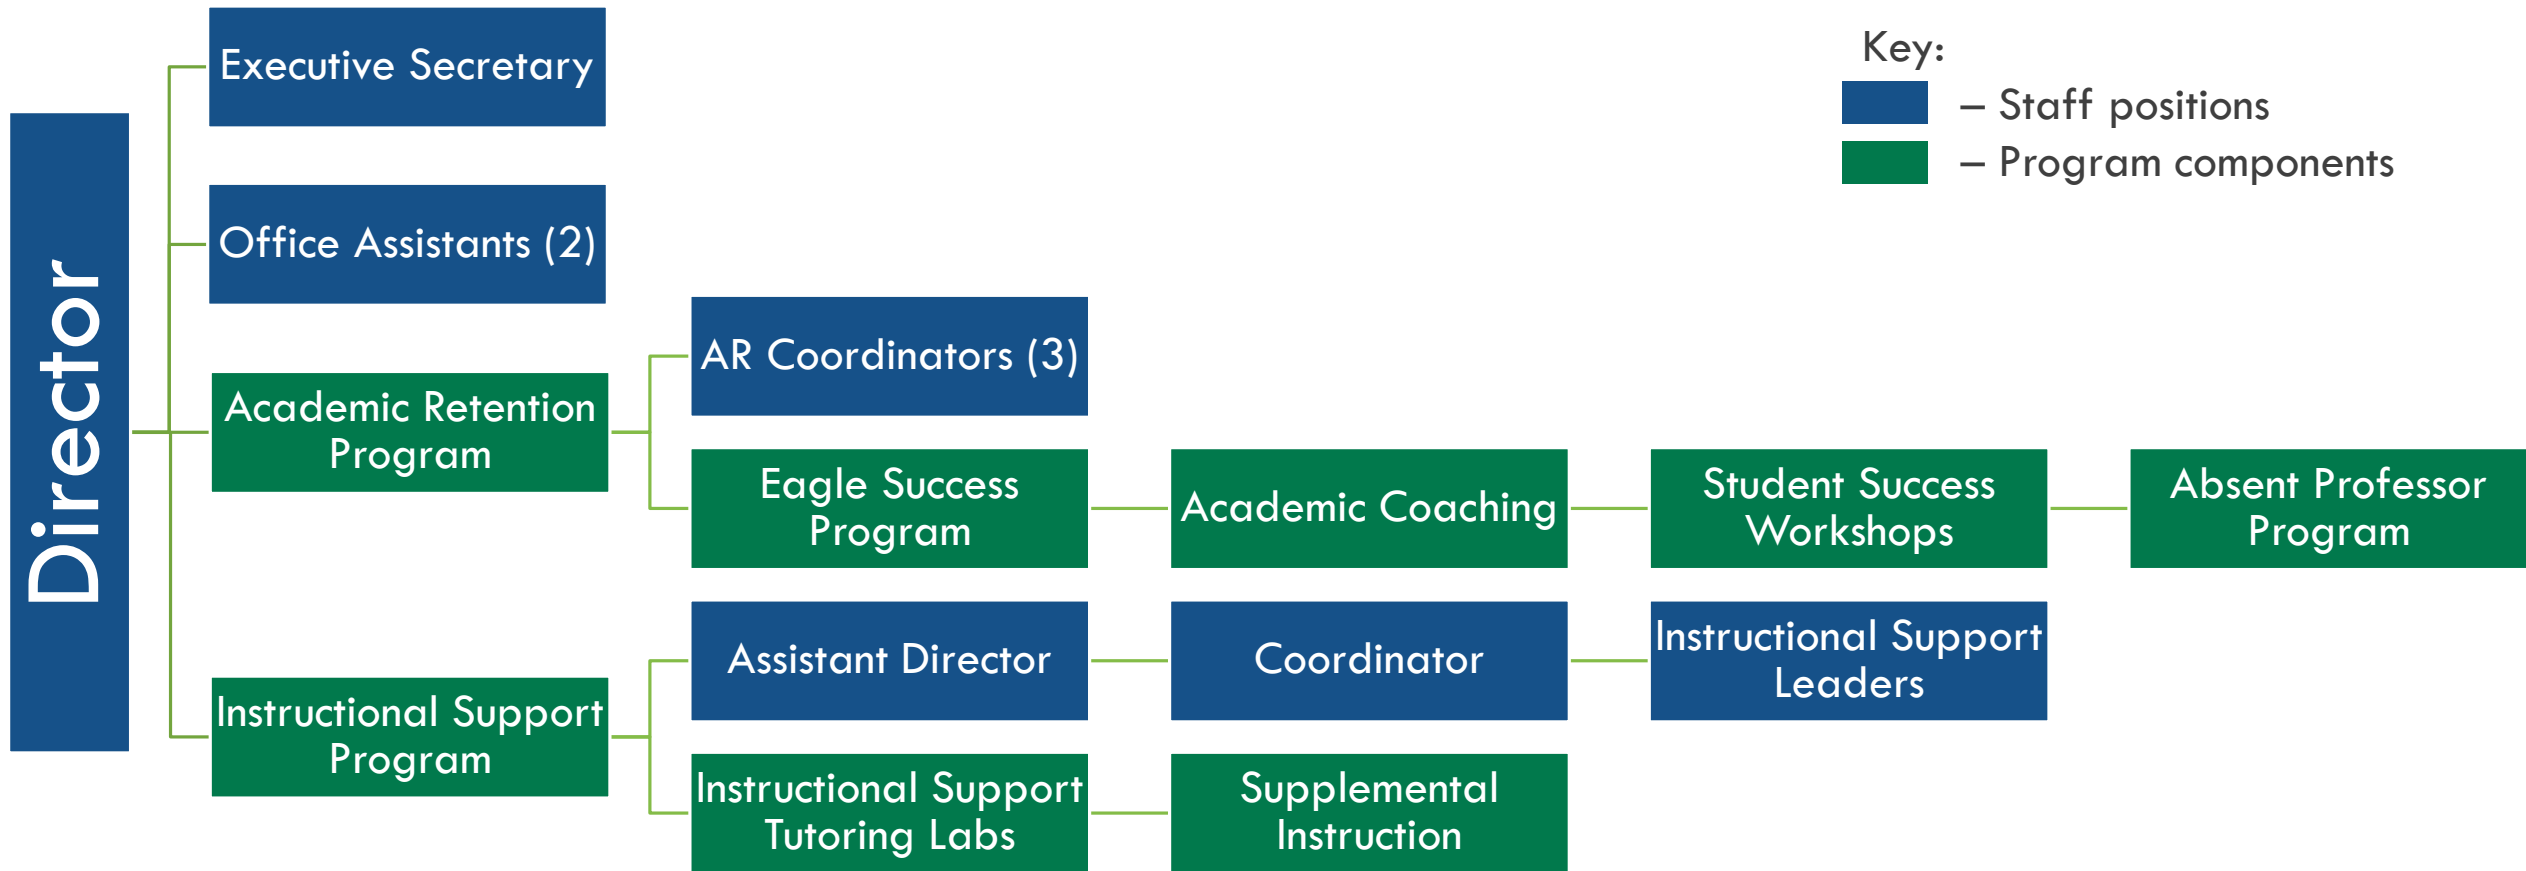 Key:
– Staff positions
– Program components
Director
Executive Secretary
Office Assistants (2)
Academic Retention
Program
AR Coordinators (3)
Eagle Success
Program
Academic Coaching
Student Success
Workshops
Absent Professor
Program
Instructional Support
Program
Assistant Director
Coordinator
Instructional Support
Leaders
Instructional Support
Tutoring Labs
Supplemental
Instruction